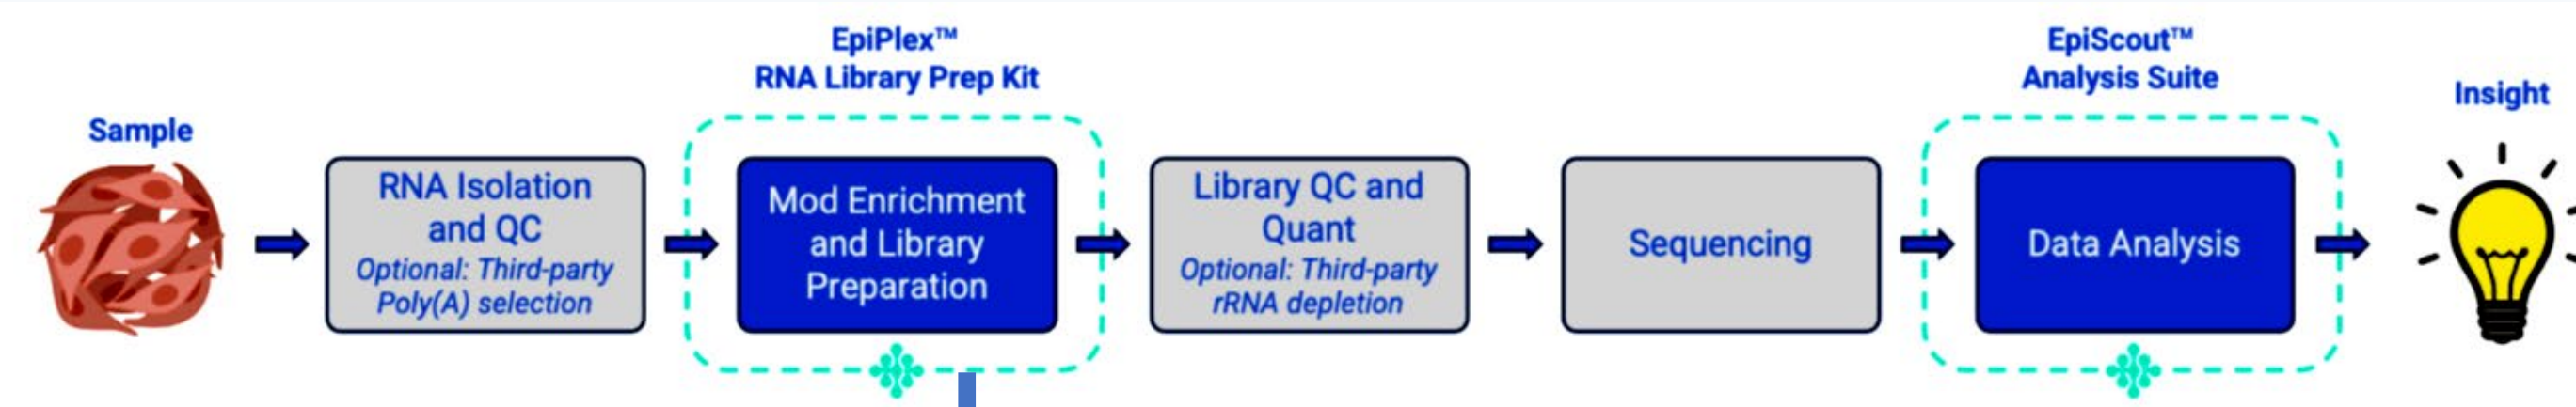 Sample
RNA Isolation
and QC
Optional: Third-party
Poly(A) selection
EpiPlex™
RNA Library Prep Kit
Mod Enrichment
and Library
Preparation
Library QC and
Quant
Optional: Third-party
rRNA depletion
Sequencing
EpiScout™
Analysis Suite
Data Analysis
Insight